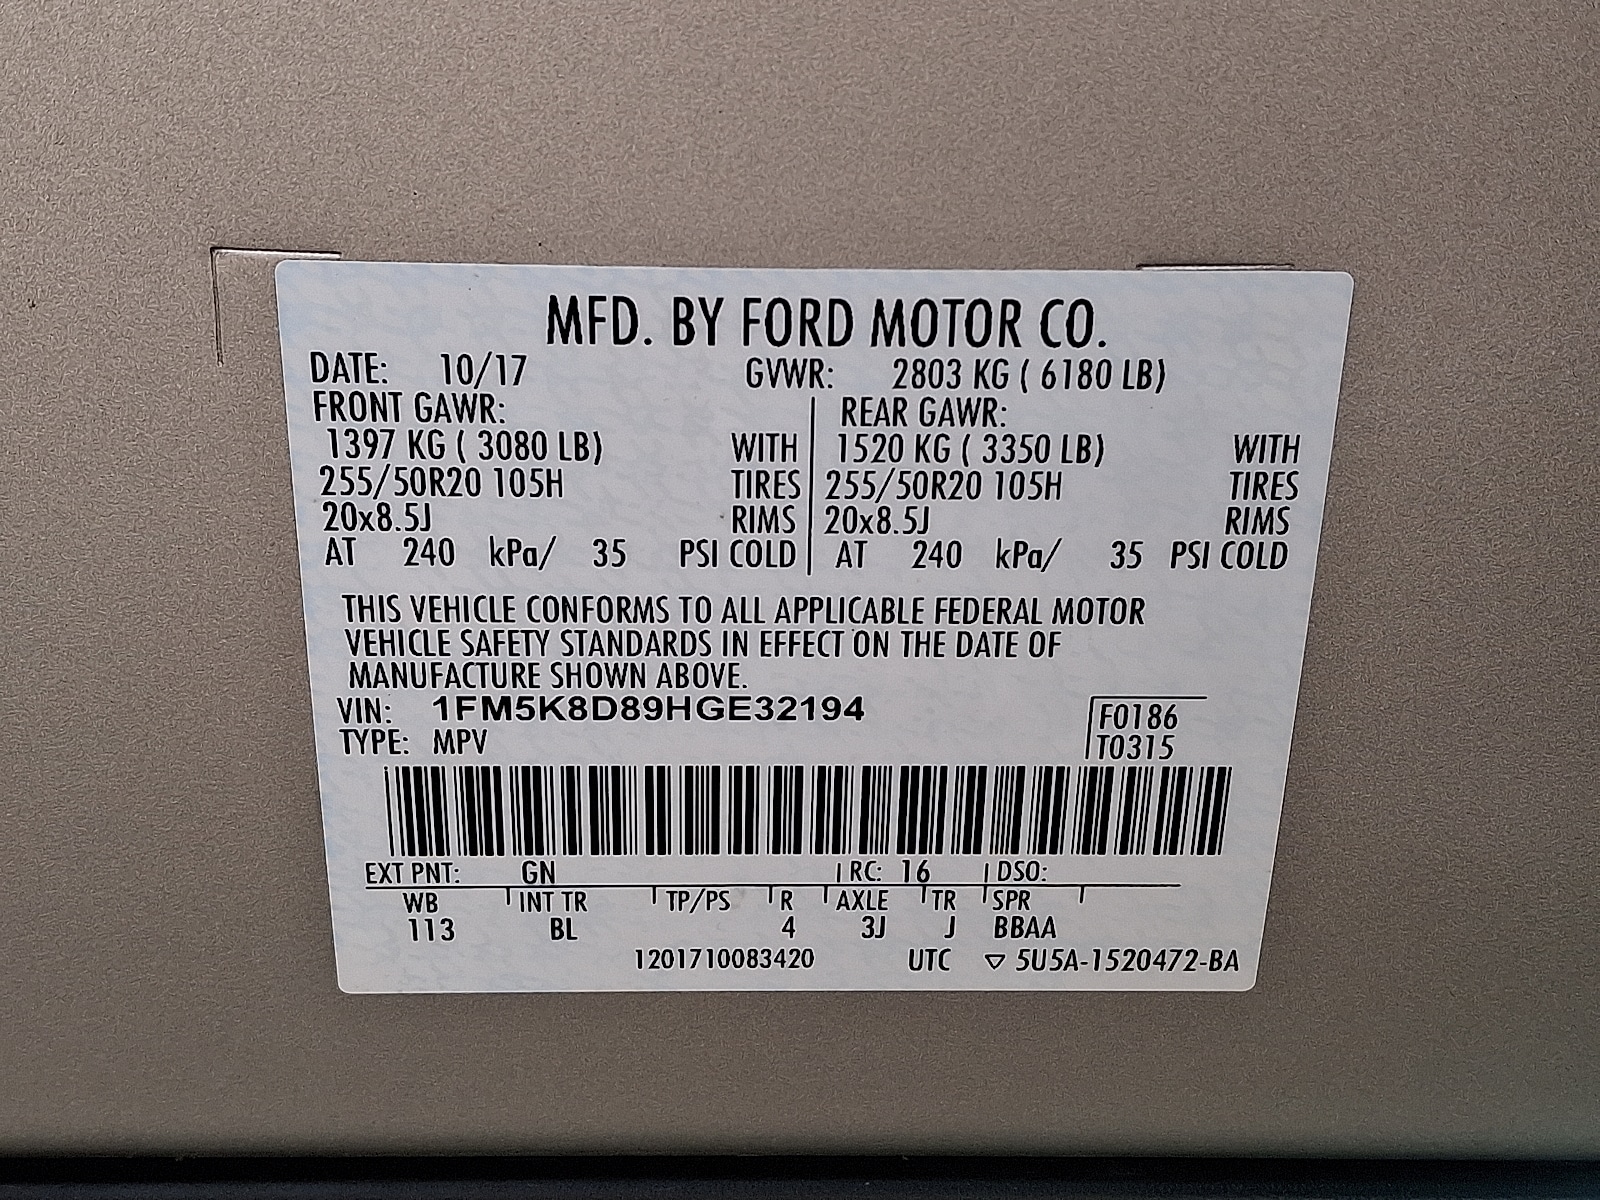 MFD. BY FORD MOTOR CO.
DATE: 10/17 GVWR: 2803 KG ( 6180 LB)
FRONT GAWR: REAR GAWR:
1397 KG ( 3080 LB) WITH 1520 KG ( 3350 LB) WITH
255/50R20 105H TIRES 255/50R20 105H TIRES
20x8.5J RIMS 20x8.5J RIMS
AT 240 kPa/ 35 PSI COLD AT 240 kPa/ 35 PSI COLD
THIS VEHICLE CONFORMS TO ALL APPLICABLE FEDERAL MOTOR
VEHICLE SAFETY STANDARDS IN EFFECT ON THE DATE OF
MANUFACTURE SHOWN ABOVE.
VIN: 1FM5K8D89HGE32194 F0186
TYPE: MPV T0315
EXT PNT: GN RC: 16 DSO:
WB INT TR TP/PS R AXLE TR SPR
113 BL 4 3J J BBAA
1201710083420 UTC ▽ 5U5A-1520472-BA